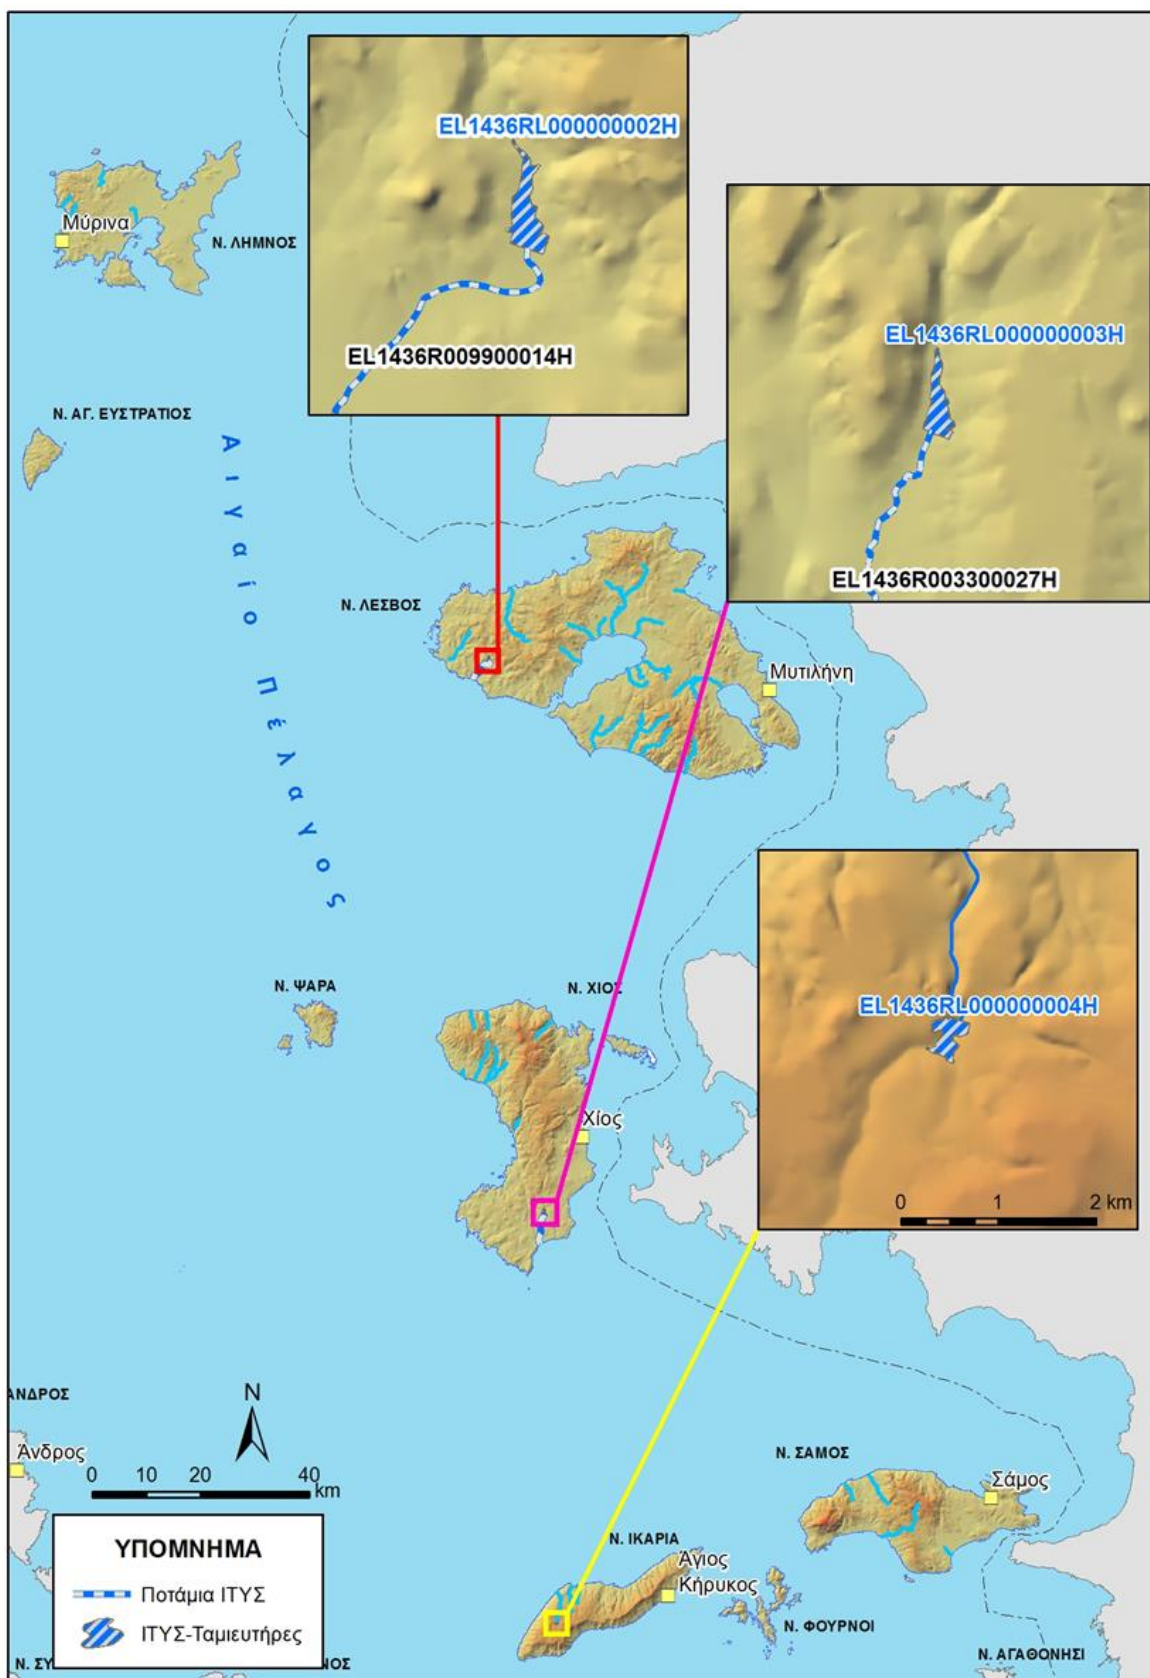 EL1436RL000000002H
EL1436R009900014H
EL1436RL000000003H
EL1436R003300027H
Μύρινα
Ν. ΛΗΜΝΟΣ
Ν. ΑΓ. ΕΥΣΤΡΑΤΙΟΣ
Αιγαίο Πέλαγος
Ν. ΛΕΣΒΟΣ
Μυτιλήνη
EL1436RL000000004H
0 1 2 km
Ν. ΨΑΡΑ
Ν. ΧΙΟΣ
Χίος
ΑΝΔΡΟΣ
Άνδρος
N
0 10 20 40
km
Ν. ΣΑΜΟΣ
Σάμος
Ν. ΙΚΑΡΙΑ
Άγιος
Κήρυκος
Ν. ΦΟΥΡΝΟΙ
Ν. ΑΓΑΘΟΝΗΣΙ
ΥΠΟΜΝΗΜΑ
Ποτάμια ΙΤΥΣ
ΙΤΥΣ-Ταμιευτήρες
Ν. ΣΥ
ΝΟΣ